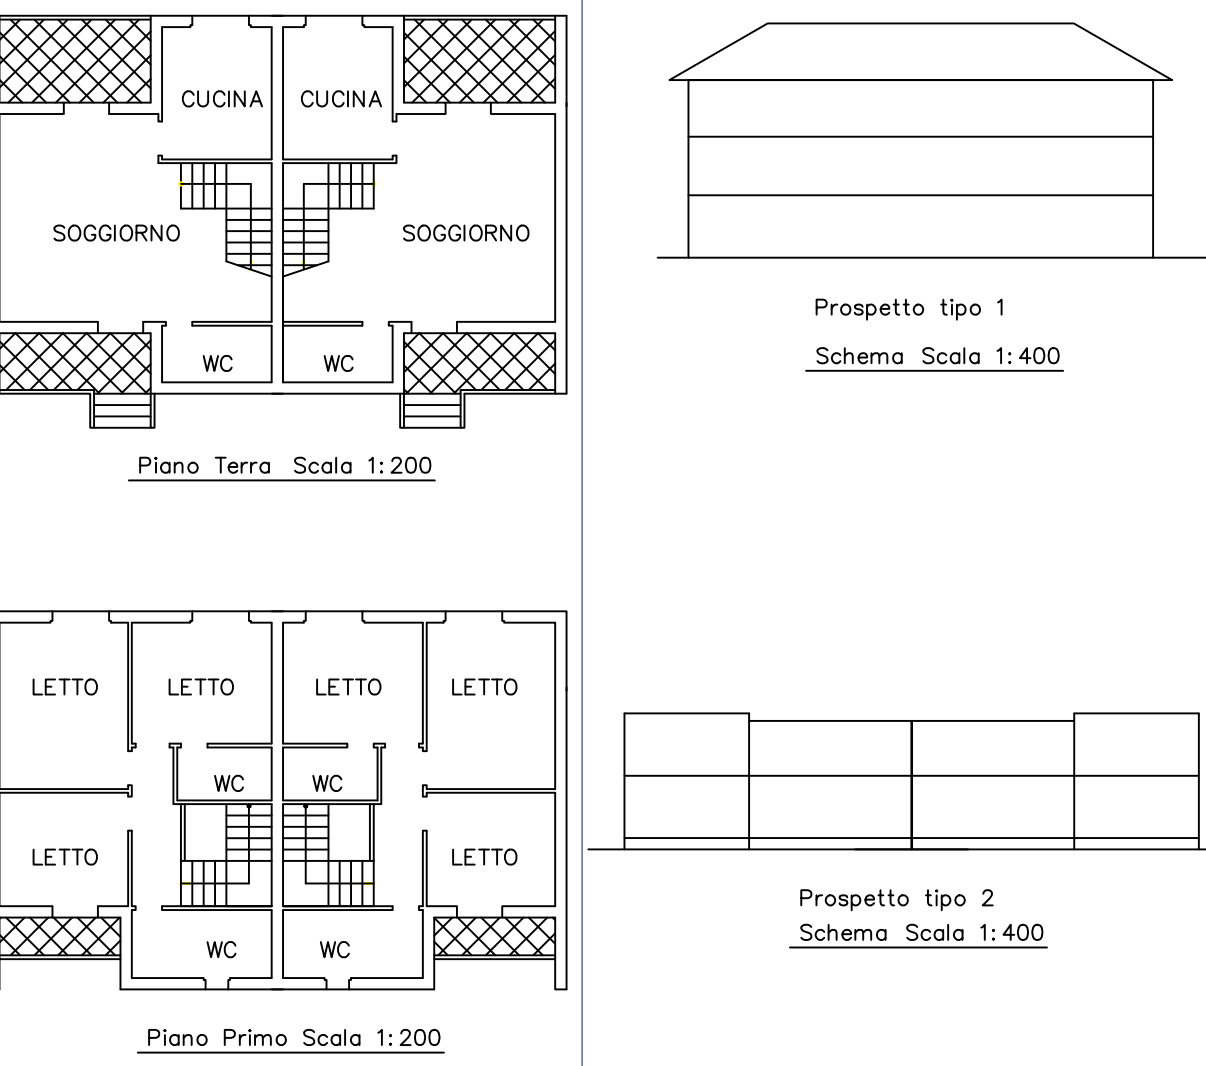 CUCINA CUCINA
SOGGIORNO SOGGIORNO
WC WC
Piano Terra Scala 1:200
LETTO LETTO LETTO LETTO
WC WC
LETTO LETTO
WC WC
Piano Primo Scala 1:200
Prospetto tipo 1
Schema Scala 1:400
Prospetto tipo 2
Schema Scala 1:400